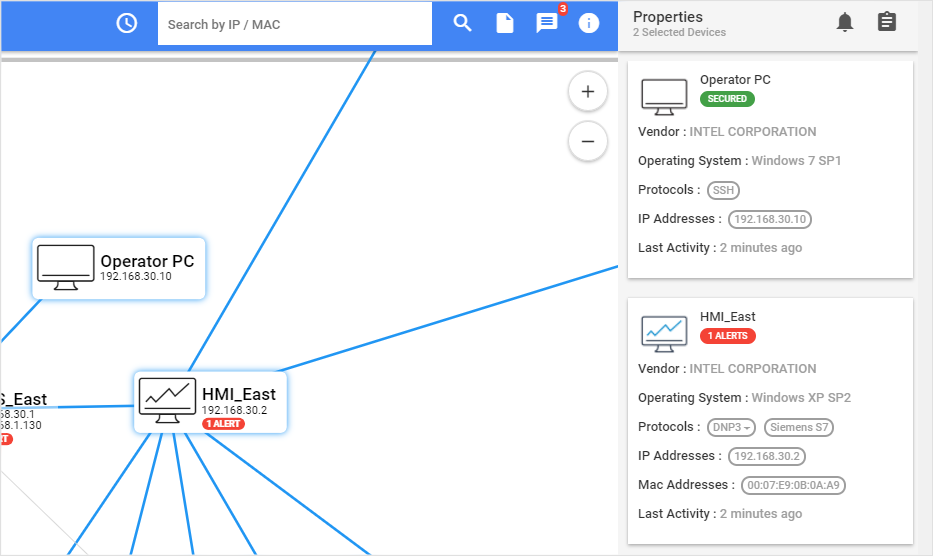 Search by IP / MAC
3
Properties
2 Selected Devices
Operator PC
SECURED
Vendor : INTEL CORPORATION
Operating System : Windows 7 SP1
Protocols : SSH
IP Addresses : 192.168.30.10
Last Activity : 2 minutes ago
HMI_East
1 ALERTS
Vendor : INTEL CORPORATION
Operating System : Windows XP SP2
Protocols : DNP3 Siemens S7
IP Addresses : 192.168.30.2
Mac Addresses : 00:07:E9:0B:0A:A9
Last Activity : 2 minutes ago
Operator PC
192.168.30.10
HMI_East
192.168.30.2
1 ALERT
S_East
68.30.1
68.1.130